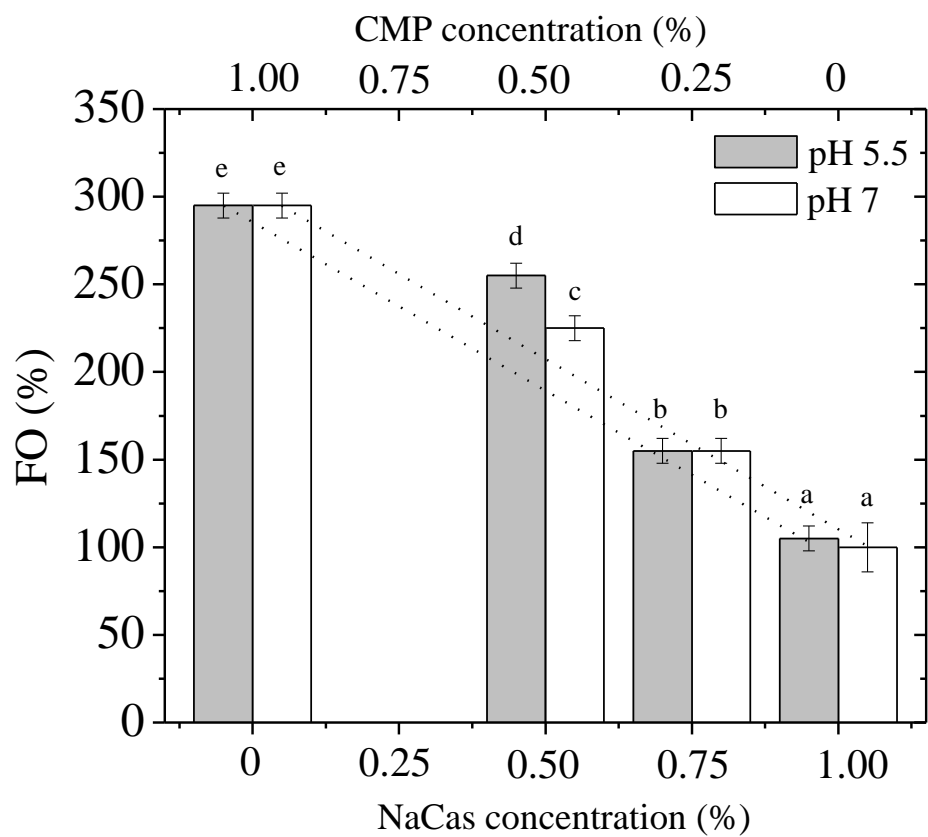 CMP concentration (%)
1.00 0.75 0.50 0.25 0
350
300
250
200
150
100
50
0
FO (%)
pH 5.5
pH 7
e e d c b b a a
0 0.25 0.50 0.75 1.00
NaCas concentration (%)